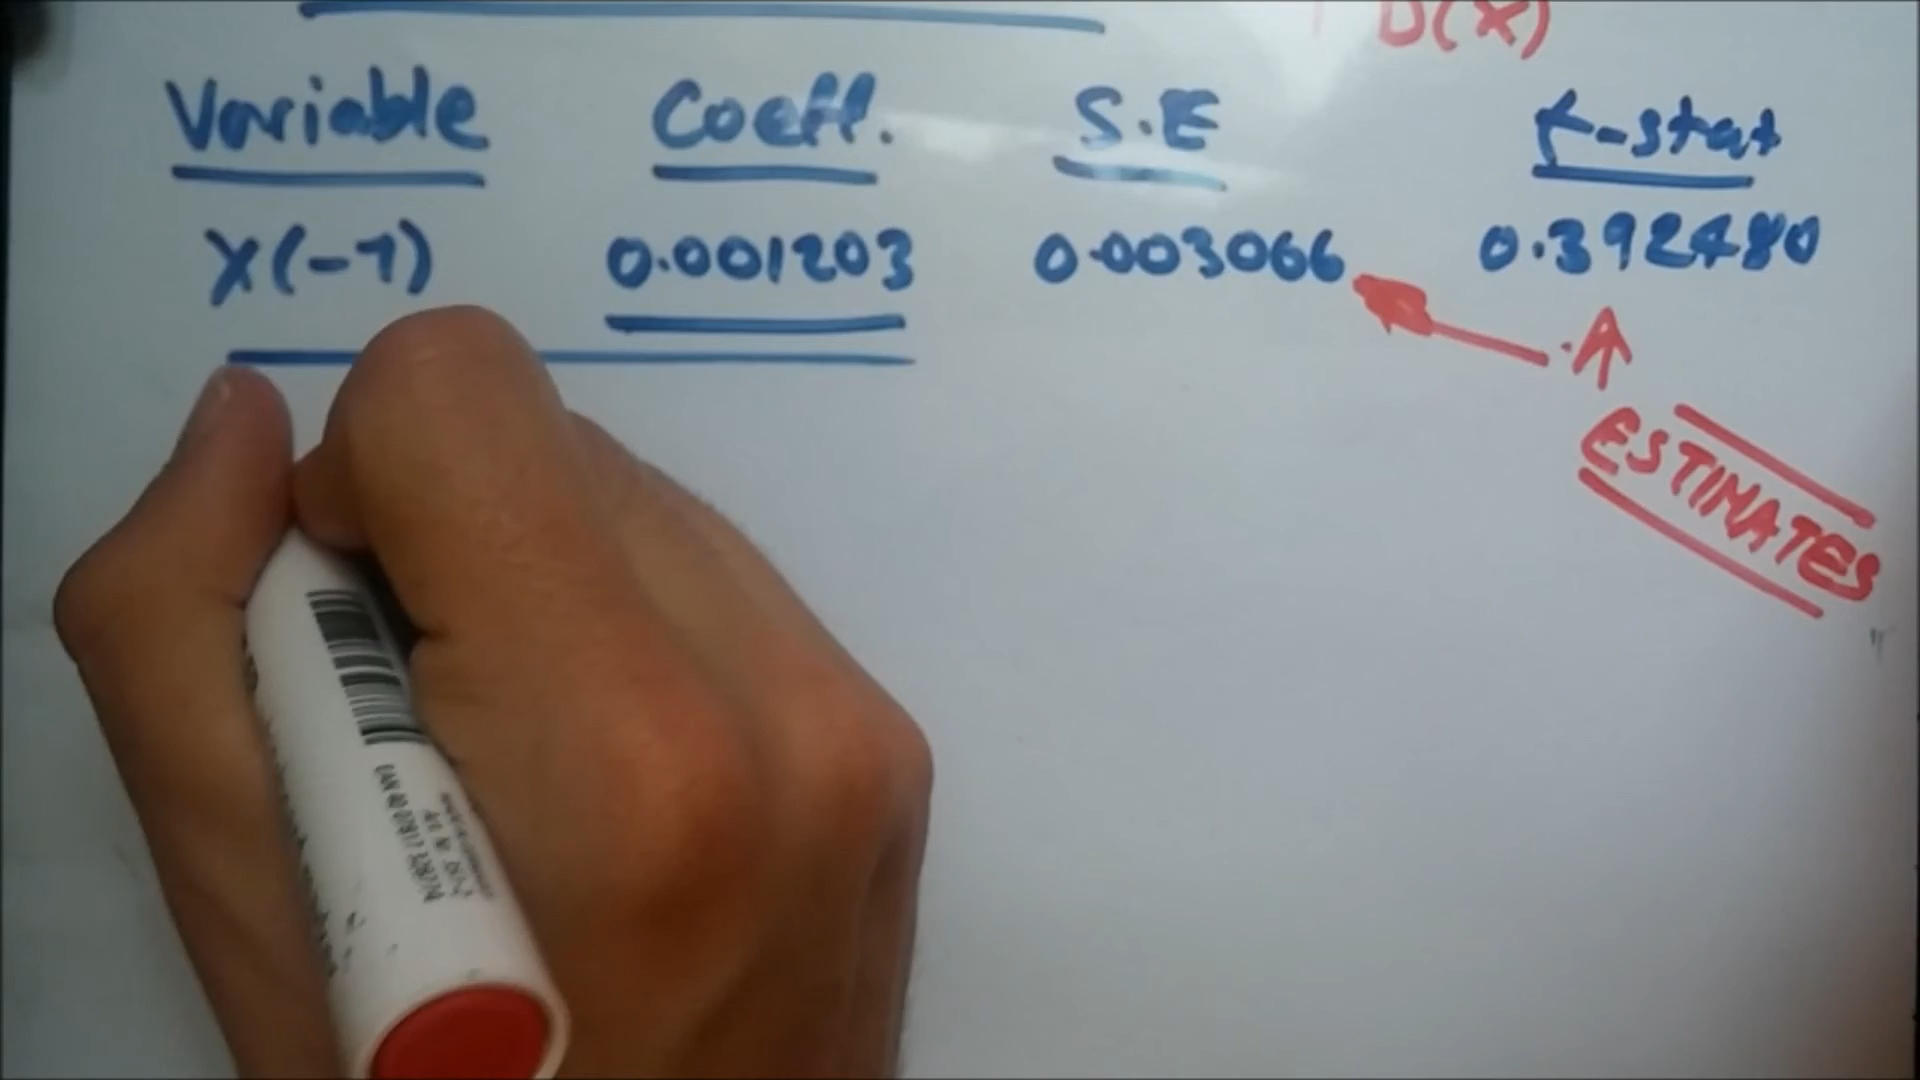 D(X)
Variable Coeff. S.E t-stat
X(-1) 0.001203 0.003066 0.392480
ESTIMATES